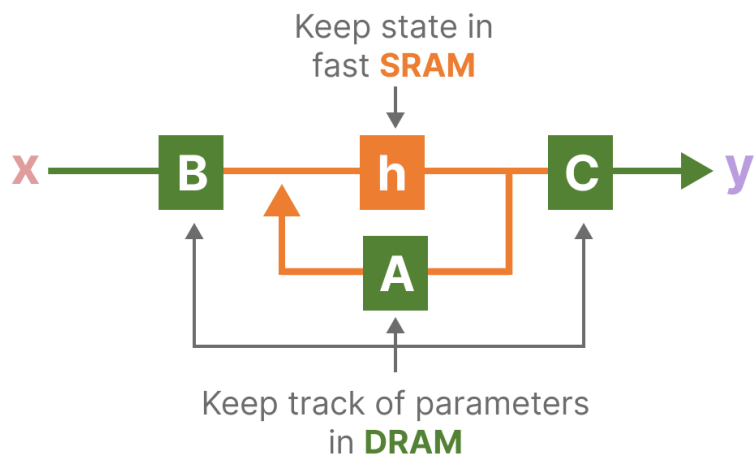 Keep state in
fast SRAM
x B h C y
A
Keep track of parameters
in DRAM